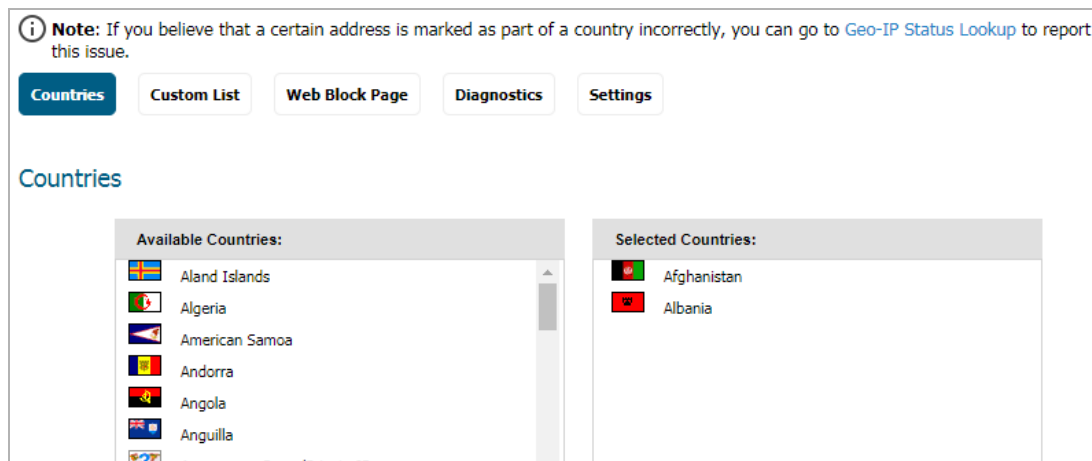 Note: If you believe that a certain address is marked as part of a country incorrectly, you can go to Geo-IP Status Lookup to report
this issue.
Countries
Custom List
Web Block Page
Diagnostics
Settings
Countries
Available Countries:
Aland Islands
Algeria
American Samoa
Andorra
Angola
Anguilla
Selected Countries:
Afghanistan
Albania